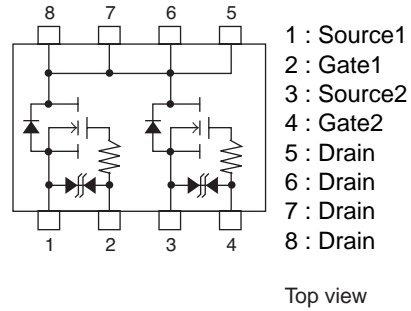 8 7 6 5
1 2 3 4
1 : Source1
2 : Gate1
3 : Source2
4 : Gate2
5 : Drain
6 : Drain
7 : Drain
8 : Drain
Top view